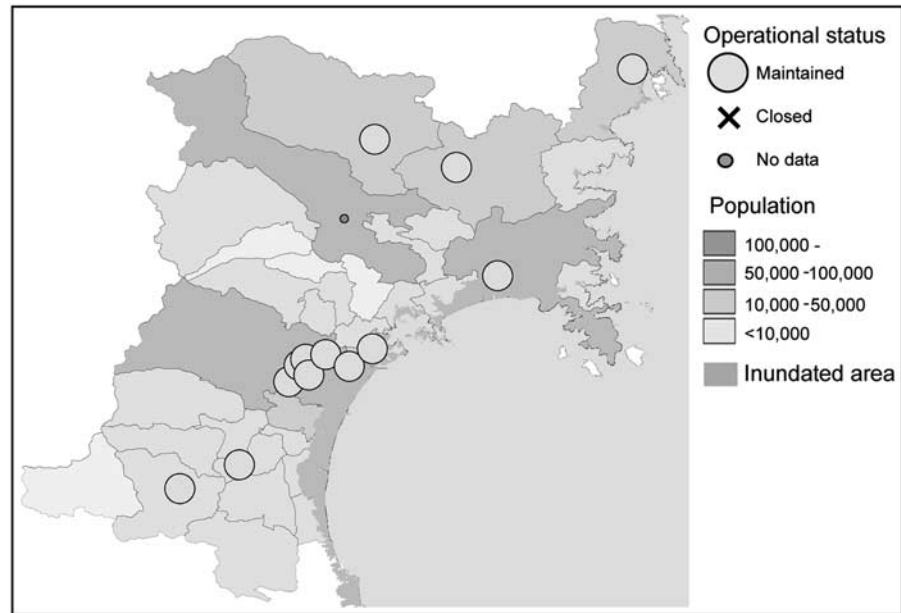 Operational status
Maintained
Closed
No data
Population
100,000 -
50,000 -100,000
10,000 -50,000
<10,000
Inundated area